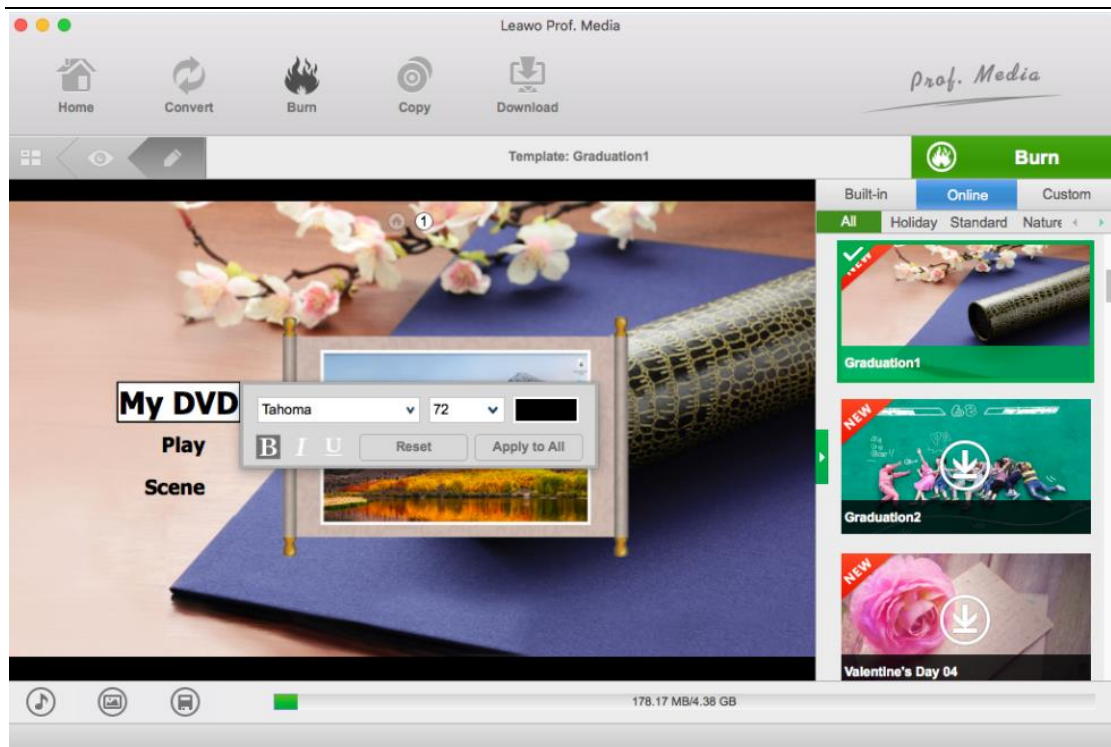 Leawo Prof. Media
Home Convert Burn Copy Download
Prof. Media
Template: Graduation1
Burn
Built-in Online Custom
All Holiday Standard Nature
1
NEW
Graduation1
My DVD
Tahoma 72
B I U Reset Apply to All
Play
Scene
NEW
Graduation2
NEW
Valentine's Day 04
178.17 MB/4.38 GB